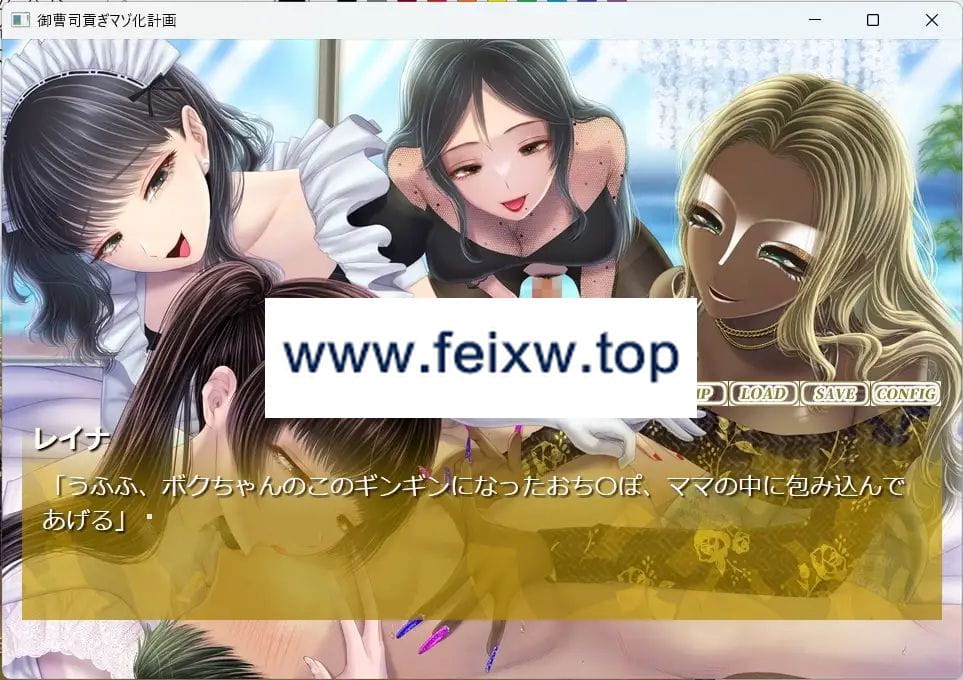 御曹司貢ぎマゾ化計画
www.feixw.top
LOAD SAVE CONFIG
レイナ
「うふふ、ボクちゃんのこのギンギンになったおち〇ぽ、ママの中に包み込んで
あげる」